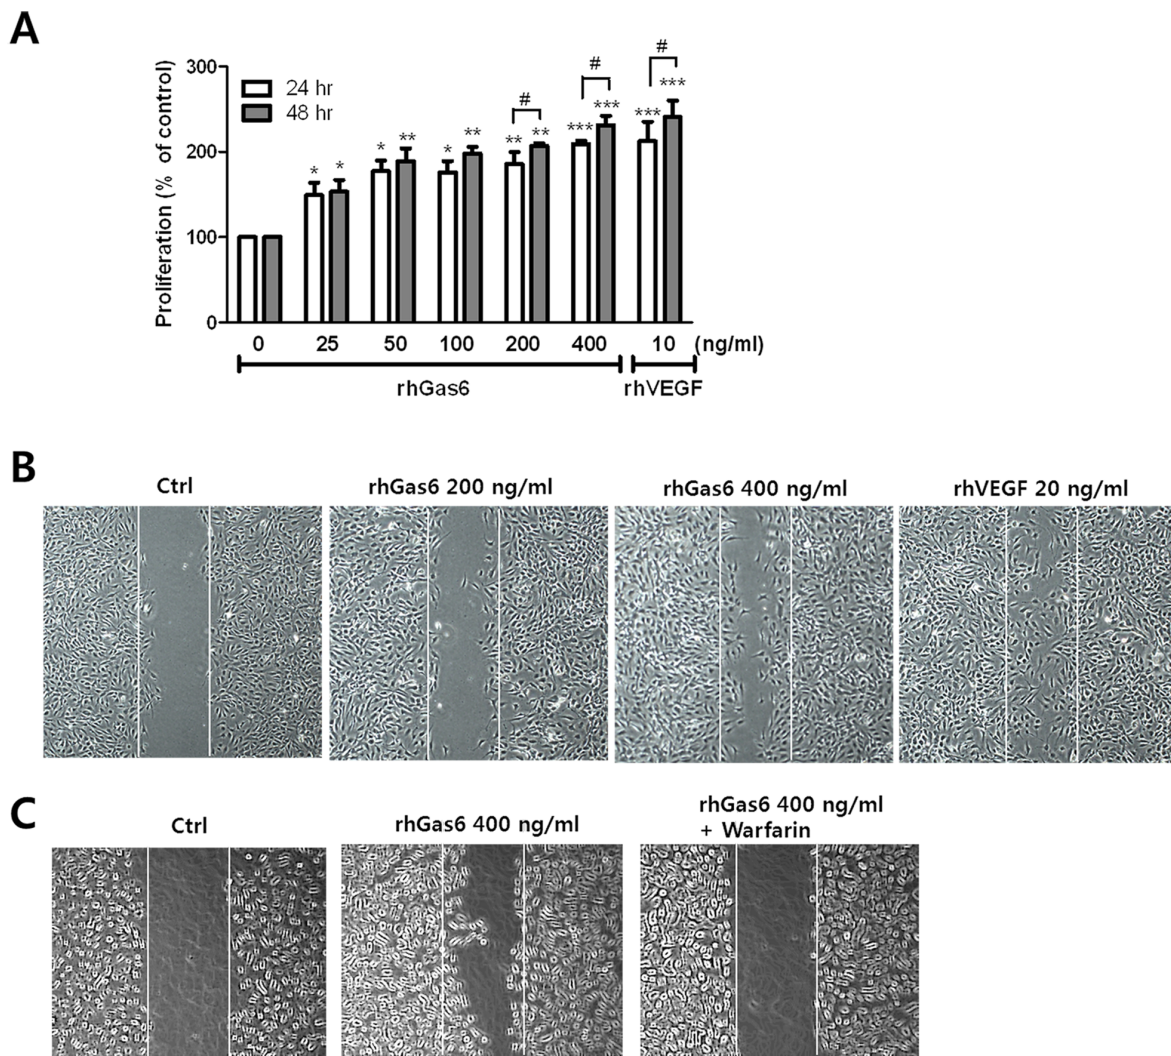 A
Proliferation (% of control)
300
200
100
0
24 hr
48 hr
* * * ** * ** ** ** *** *** *** ***
# # #
0 25 50 100 200 400 10 (ng/ml)
rhGas6 rhVEGF
B
Ctrl rhGas6 200 ng/ml rhGas6 400 ng/ml rhVEGF 20 ng/ml
C
Ctrl rhGas6 400 ng/ml rhGas6 400 ng/ml
+ Warfarin